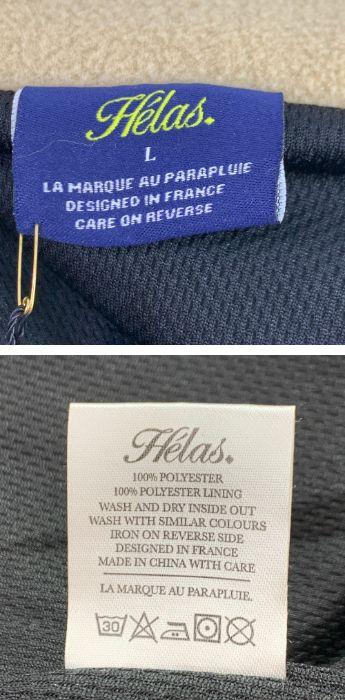 Hélas.
L
LA MARQUE AU PARAPLUIE
DESIGNED IN FRANCE
CARE ON REVERSE
Hélas.
100% POLYESTER
100% POLYESTER LINING
WASH AND DRY INSIDE OUT
WASH WITH SIMILAR COLOURS
IRON ON REVERSE SIDE
DESIGNED IN FRANCE
MADE IN CHINA WITH CARE
LA MARQUE AU PARAPLUIE.
30